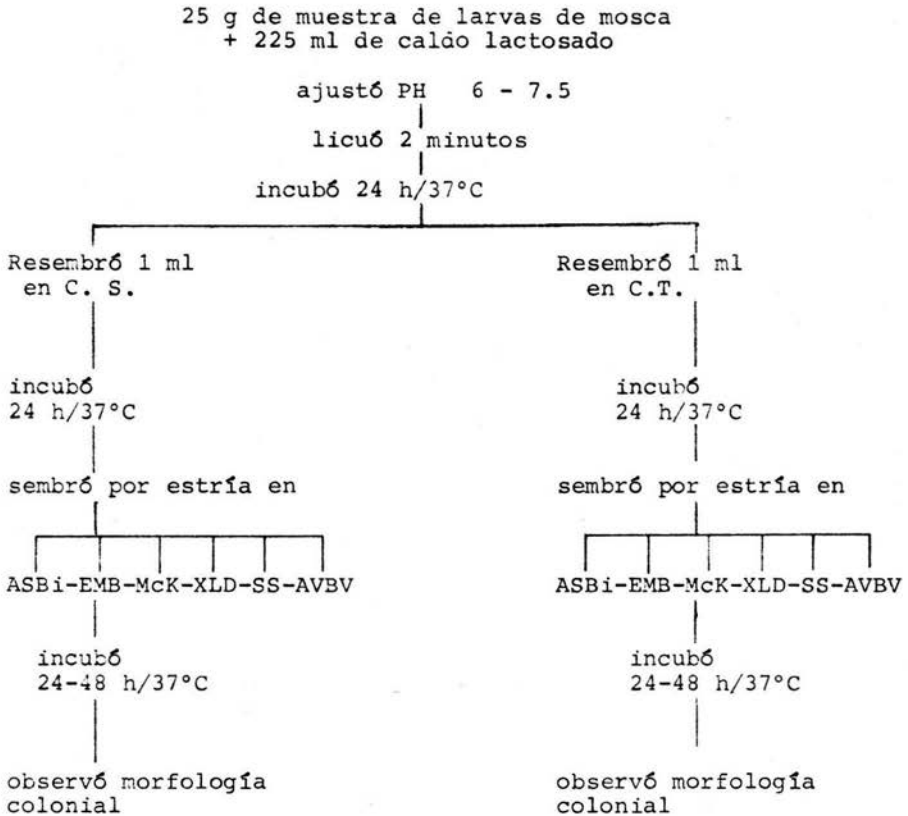 25 g de muestra de larvas de mosca
+ 225 ml de caldo lactosado
ajustó PH 6 - 7.5
licuó 2 minutos
incubó 24 h/37°C
Resembró 1 ml
en C. S.
incubó
24 h/37°C
sembró por estría en
ASBi-EMB-McK-XLD-SS-AVBV
incubó
24-48 h/37°C
observó morfología
colonial
Resembró 1 ml
en C.T.
incubó
24 h/37°C
sembró por estría en
ASBi-EMB-McK-XLD-SS-AVBV
incubó
24-48 h/37°C
observó morfología
colonial